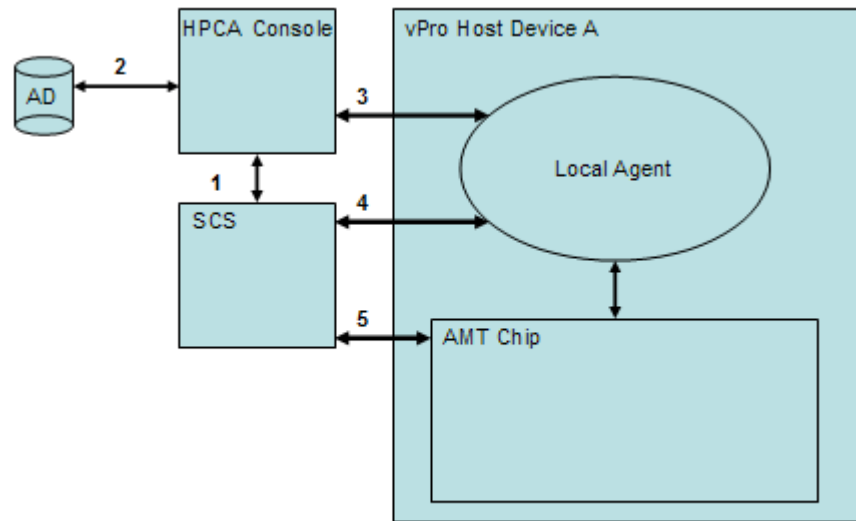 HPCA Console
vPro Host Device A
2
AD
3
Local Agent
1
4
SCS
5
AMT Chip